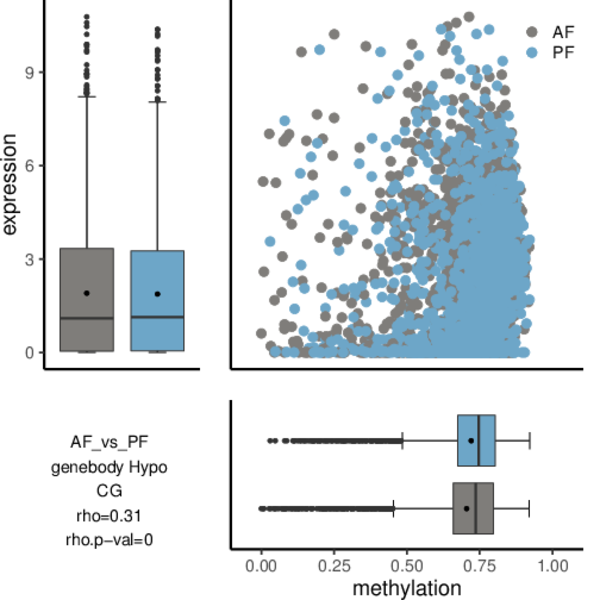 AF
PF
9
6
3
0
expression
AF_vs_PF
genebody Hypo
CG
rho=0.31
rho.p−val=0
0.00 0.25 0.50 0.75 1.00
methylation